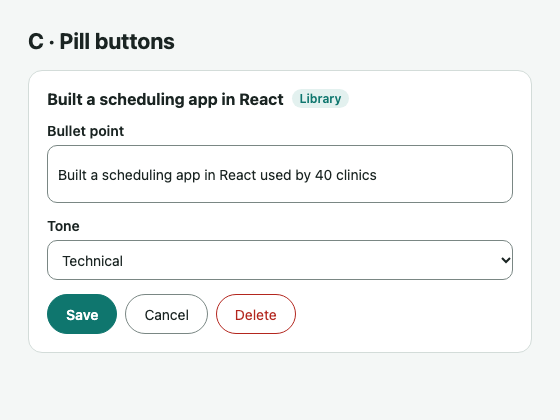 C · Pill buttons
Built a scheduling app in React Library
Bullet point
Built a scheduling app in React used by 40 clinics
Tone
Technical
Save Cancel Delete